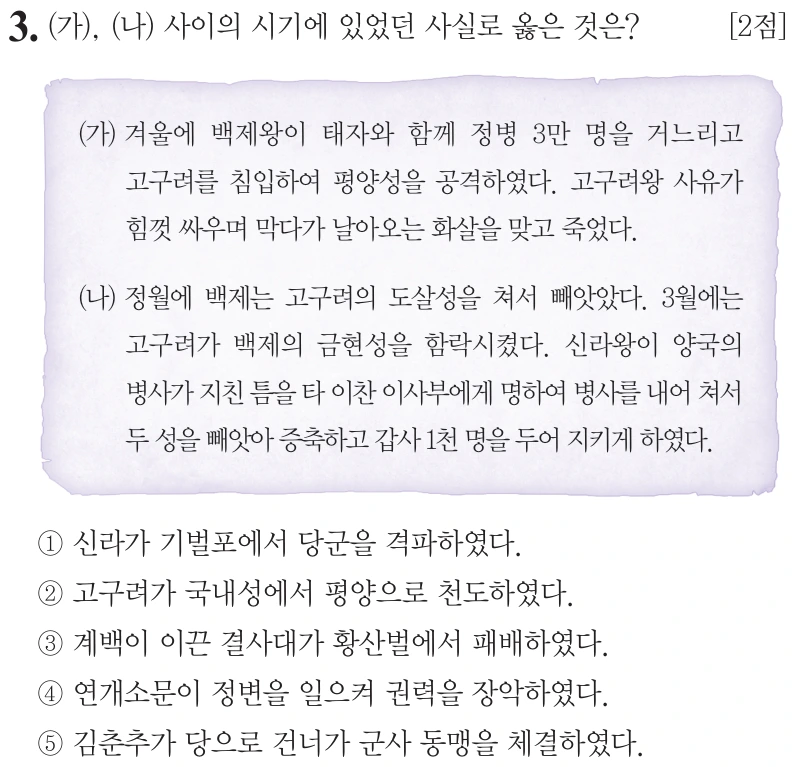 3. (가), (나) 사이의 시기에 있었던 사실로 옳은 것은? [2점]
(가) 겨울에 백제왕이 태자와 함께 정병 3만 명을 거느리고
고구려를 침입하여 평양성을 공격하였다. 고구려왕 사유가
힘껏 싸우며 막다가 날아오는 화살을 맞고 죽었다.
(나) 정월에 백제는 고구려의 도살성을 쳐서 빼앗았다. 3월에는
고구려가 백제의 금현성을 함락시켰다. 신라왕이 양국의
병사가 지친 틈을 타 이찬 이사부에게 명하여 병사를 내어 쳐서
두 성을 빼앗아 증축하고 갑사 1천 명을 두어 지키게 하였다.
① 신라가 기벌포에서 당군을 격파하였다.
② 고구려가 국내성에서 평양으로 천도하였다.
③ 계백이 이끈 결사대가 황산벌에서 패배하였다.
④ 연개소문이 정변을 일으켜 권력을 장악하였다.
⑤ 김춘추가 당으로 건너가 군사 동맹을 체결하였다.